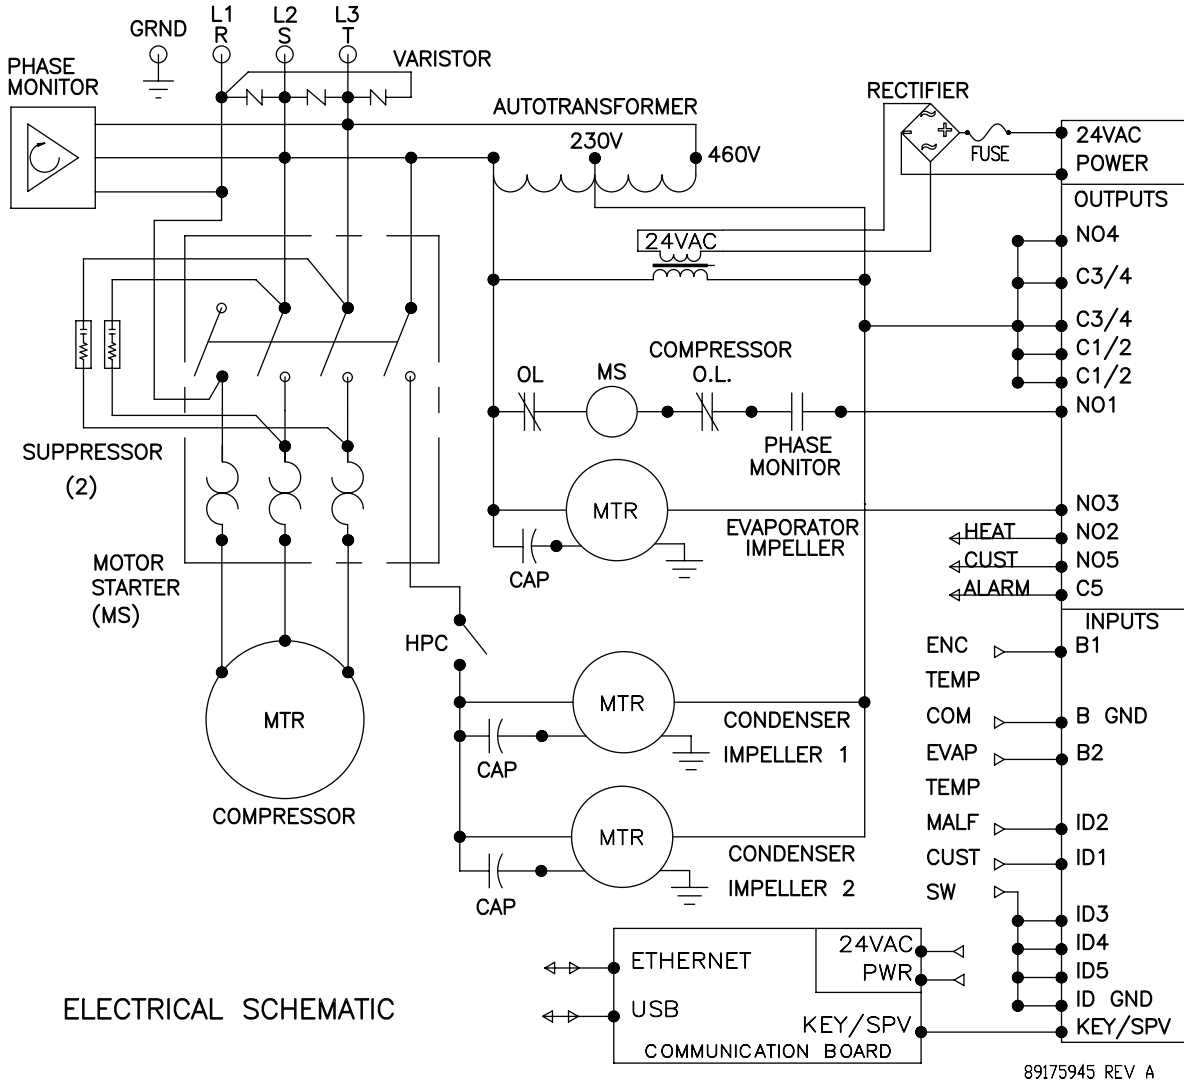 GRND
L1
R
L2
S
L3
T
VARISTOR
PHASE
MONITOR
AUTOTRANSFORMER
230V
460V
RECTIFIER
FUSE
24VAC
POWER
OUTPUTS
24VAC
NO4
C3/4
C3/4
C1/2
C1/2
NO1
COMPRESSOR
O.L.
OL
MS
PHASE
MONITOR
SUPPRESSOR
(2)
MTR
EVAPORATOR
IMPELLER
CAP
NO3
HEAT
NO2
CUST
NO5
ALARM
C5
MOTOR
STARTER
(MS)
INPUTS
HPC
ENC
TEMP
B1
COM
B GND
EVAP
TEMP
B2
MALF
ID2
CUST
SW
ID1
ID3
ID4
ID5
ID GND
KEY/SPV
MTR
COMPRESSOR
MTR
CONDENSER
IMPELLER 1
CAP
MTR
CONDENSER
IMPELLER 2
CAP
ETHERNET
USB
24VAC
PWR
KEY/SPV
COMMUNICATION BOARD
ELECTRICAL SCHEMATIC
89175945 REV A